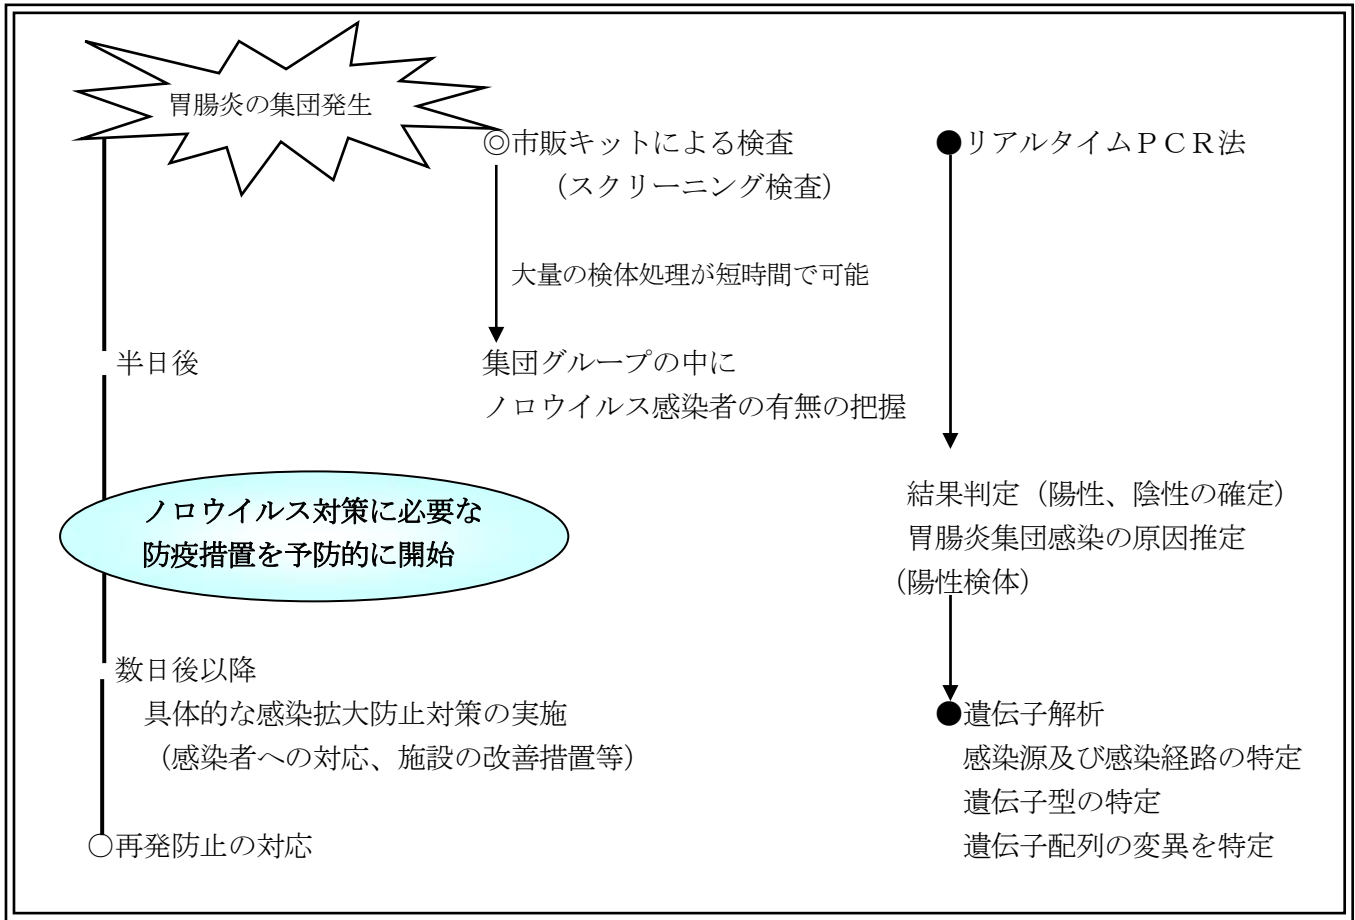 胃腸炎の集団発生
◎市販キットによる検査
（スクリーニング検査）
●リアルタイムＰＣＲ法
大量の検体処理が短時間で可能
半日後
集団グループの中に
ノロウイルス感染者の有無の把握
ノロウイルス対策に必要な
防疫措置を予防的に開始
結果判定（陽性、陰性の確定）
胃腸炎集団感染の原因推定
（陽性検体）
数日後以降
具体的な感染拡大防止対策の実施
（感染者への対応、施設の改善措置等）
○再発防止の対応
●遺伝子解析
感染源及び感染経路の特定
遺伝子型の特定
遺伝子配列の変異を特定